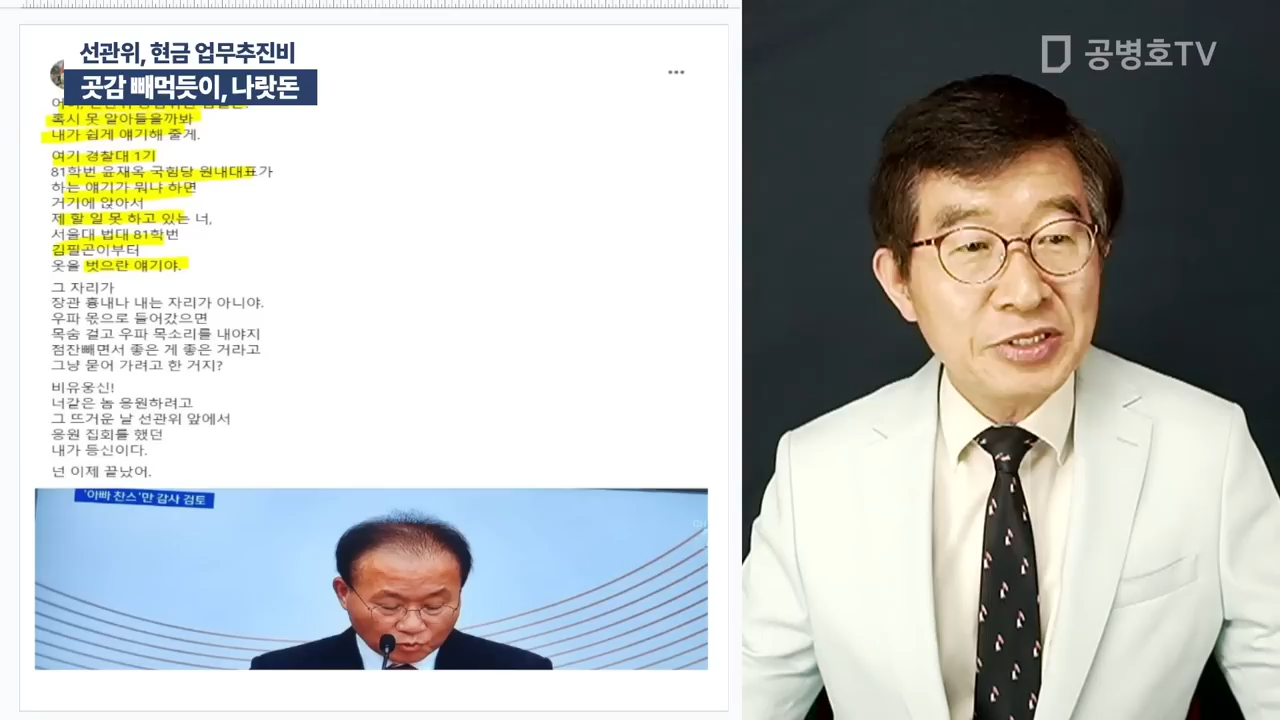 선관위, 현금 업무추진비
곳감 빼먹듯이, 나랏돈
공병호TV
혹시 못 알아들을까봐
내가 쉽게 얘기해 줄게.
여기 경찰대 1기
81학번 윤재옥 국힘당 원내대표가
하는 얘기가 뭐냐 하면
거기에 앉아서
제 할 일 못 하고 있는 너,
서울대 법대 81학번
김필곤이부터
옷을 벗으란 얘기야.
그 자리가
장관 흉내나 내는 자리가 아니야.
우파 몫으로 들어갔으면
목숨 걸고 우파 목소리를 내야지
점잔빼면서 좋은 게 좋은 거라고
그냥 묻어 가려고 한 거지?
비유웅신!
너같은 놈 응원하려고
그 뜨거운 날 선관위 앞에서
응원 집회를 했던
내가 등신이다.
넌 이제 끝났어.
'아빠 찬스'만 감사 검토